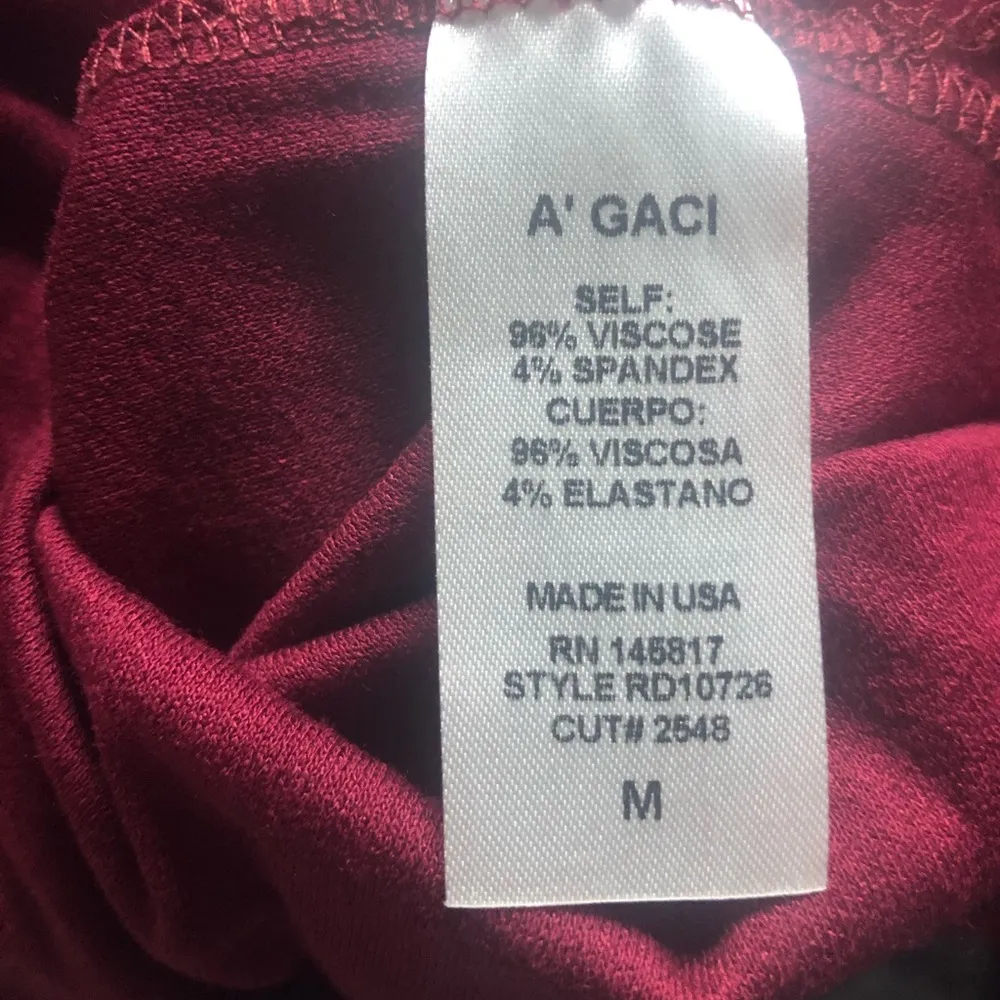 A' GACI
SELF:
96% VISCOSE
4% SPANDEX
CUERPO:
96% VISCOSA
4% ELASTANO
MADE IN USA
RN 145817
STYLE RD10726
CUT# 2548
M